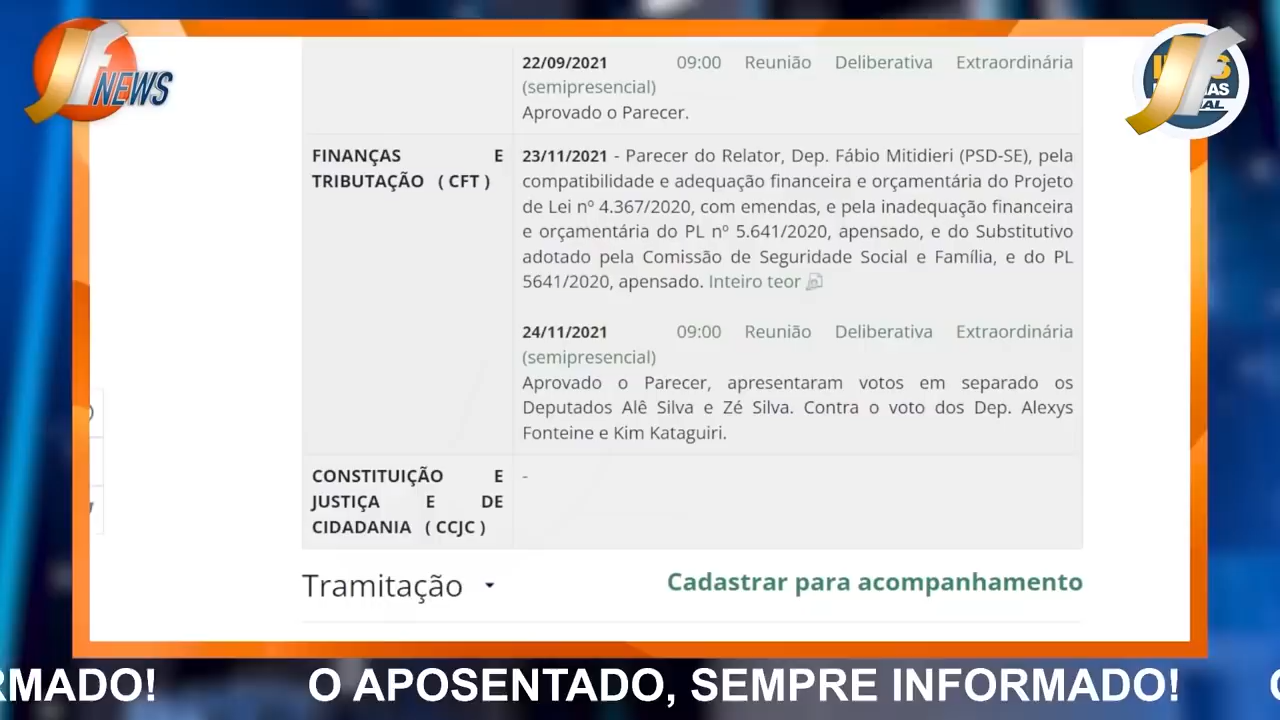 JF
NEWS
22/09/2021 09:00 Reunião Deliberativa Extraordinária
(semipresencial)
Aprovado o Parecer.
FINANÇAS E
TRIBUTAÇÃO ( CFT )
23/11/2021 - Parecer do Relator, Dep. Fábio Mitidieri (PSD-SE), pela
compatibilidade e adequação financeira e orçamentária do Projeto
de Lei nº 4.367/2020, com emendas, e pela inadequação financeira
e orçamentária do PL nº 5.641/2020, apensado, e do Substitutivo
adotado pela Comissão de Seguridade Social e Família, e do PL
5641/2020, apensado. Inteiro teor
24/11/2021 09:00 Reunião Deliberativa Extraordinária
(semipresencial)
Aprovado o Parecer, apresentaram votos em separado os
Deputados Alê Silva e Zé Silva. Contra o voto dos Dep. Alexys
Fonteine e Kim Kataguiri.
CONSTITUIÇÃO E
JUSTIÇA E DE
CIDADANIA ( CCJC )
-
Tramitação
Cadastrar para acompanhamento
RMADO! O APOSENTADO, SEMPRE INFORMADO!